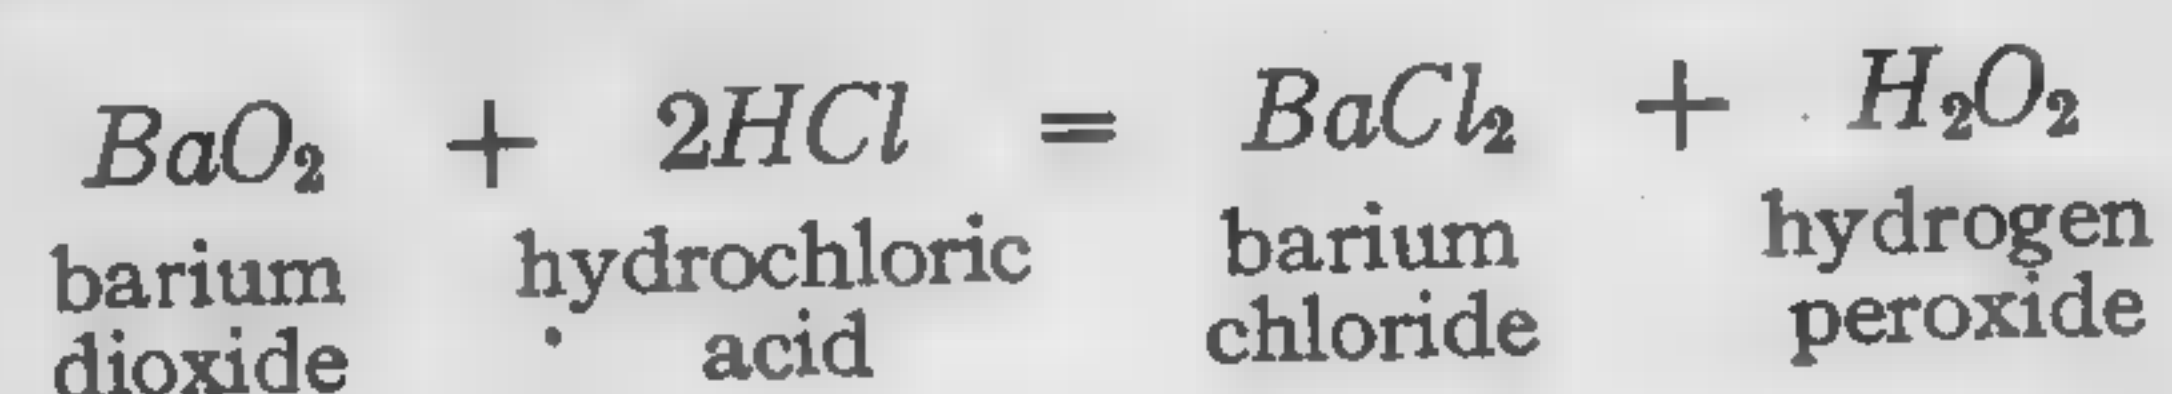 BaO₂ + 2HCl = BaCl₂ + H₂O₂
barium hydrochloric barium hydrogen
dioxide acid chloride peroxide